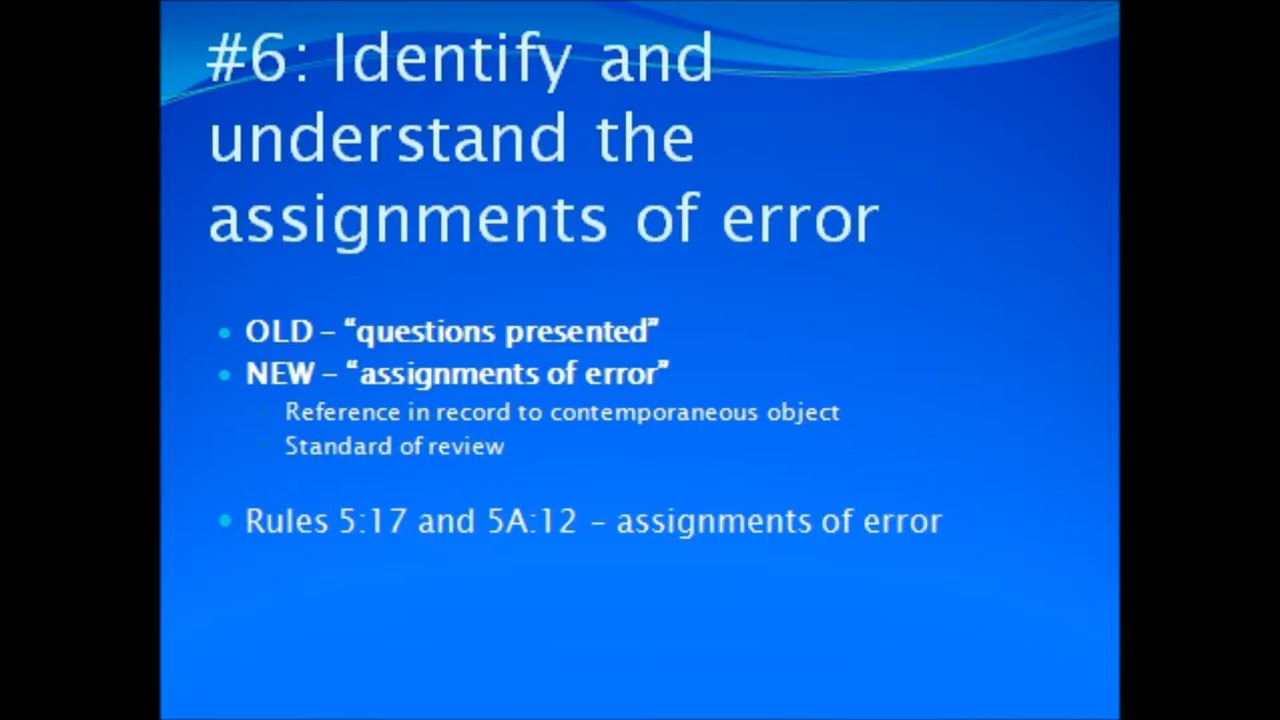 #6: Identify and
understand the
assignments of error
OLD – “questions presented”
NEW – “assignments of error”
Reference in record to contemporaneous object
Standard of review
Rules 5:17 and 5A:12 – assignments of error